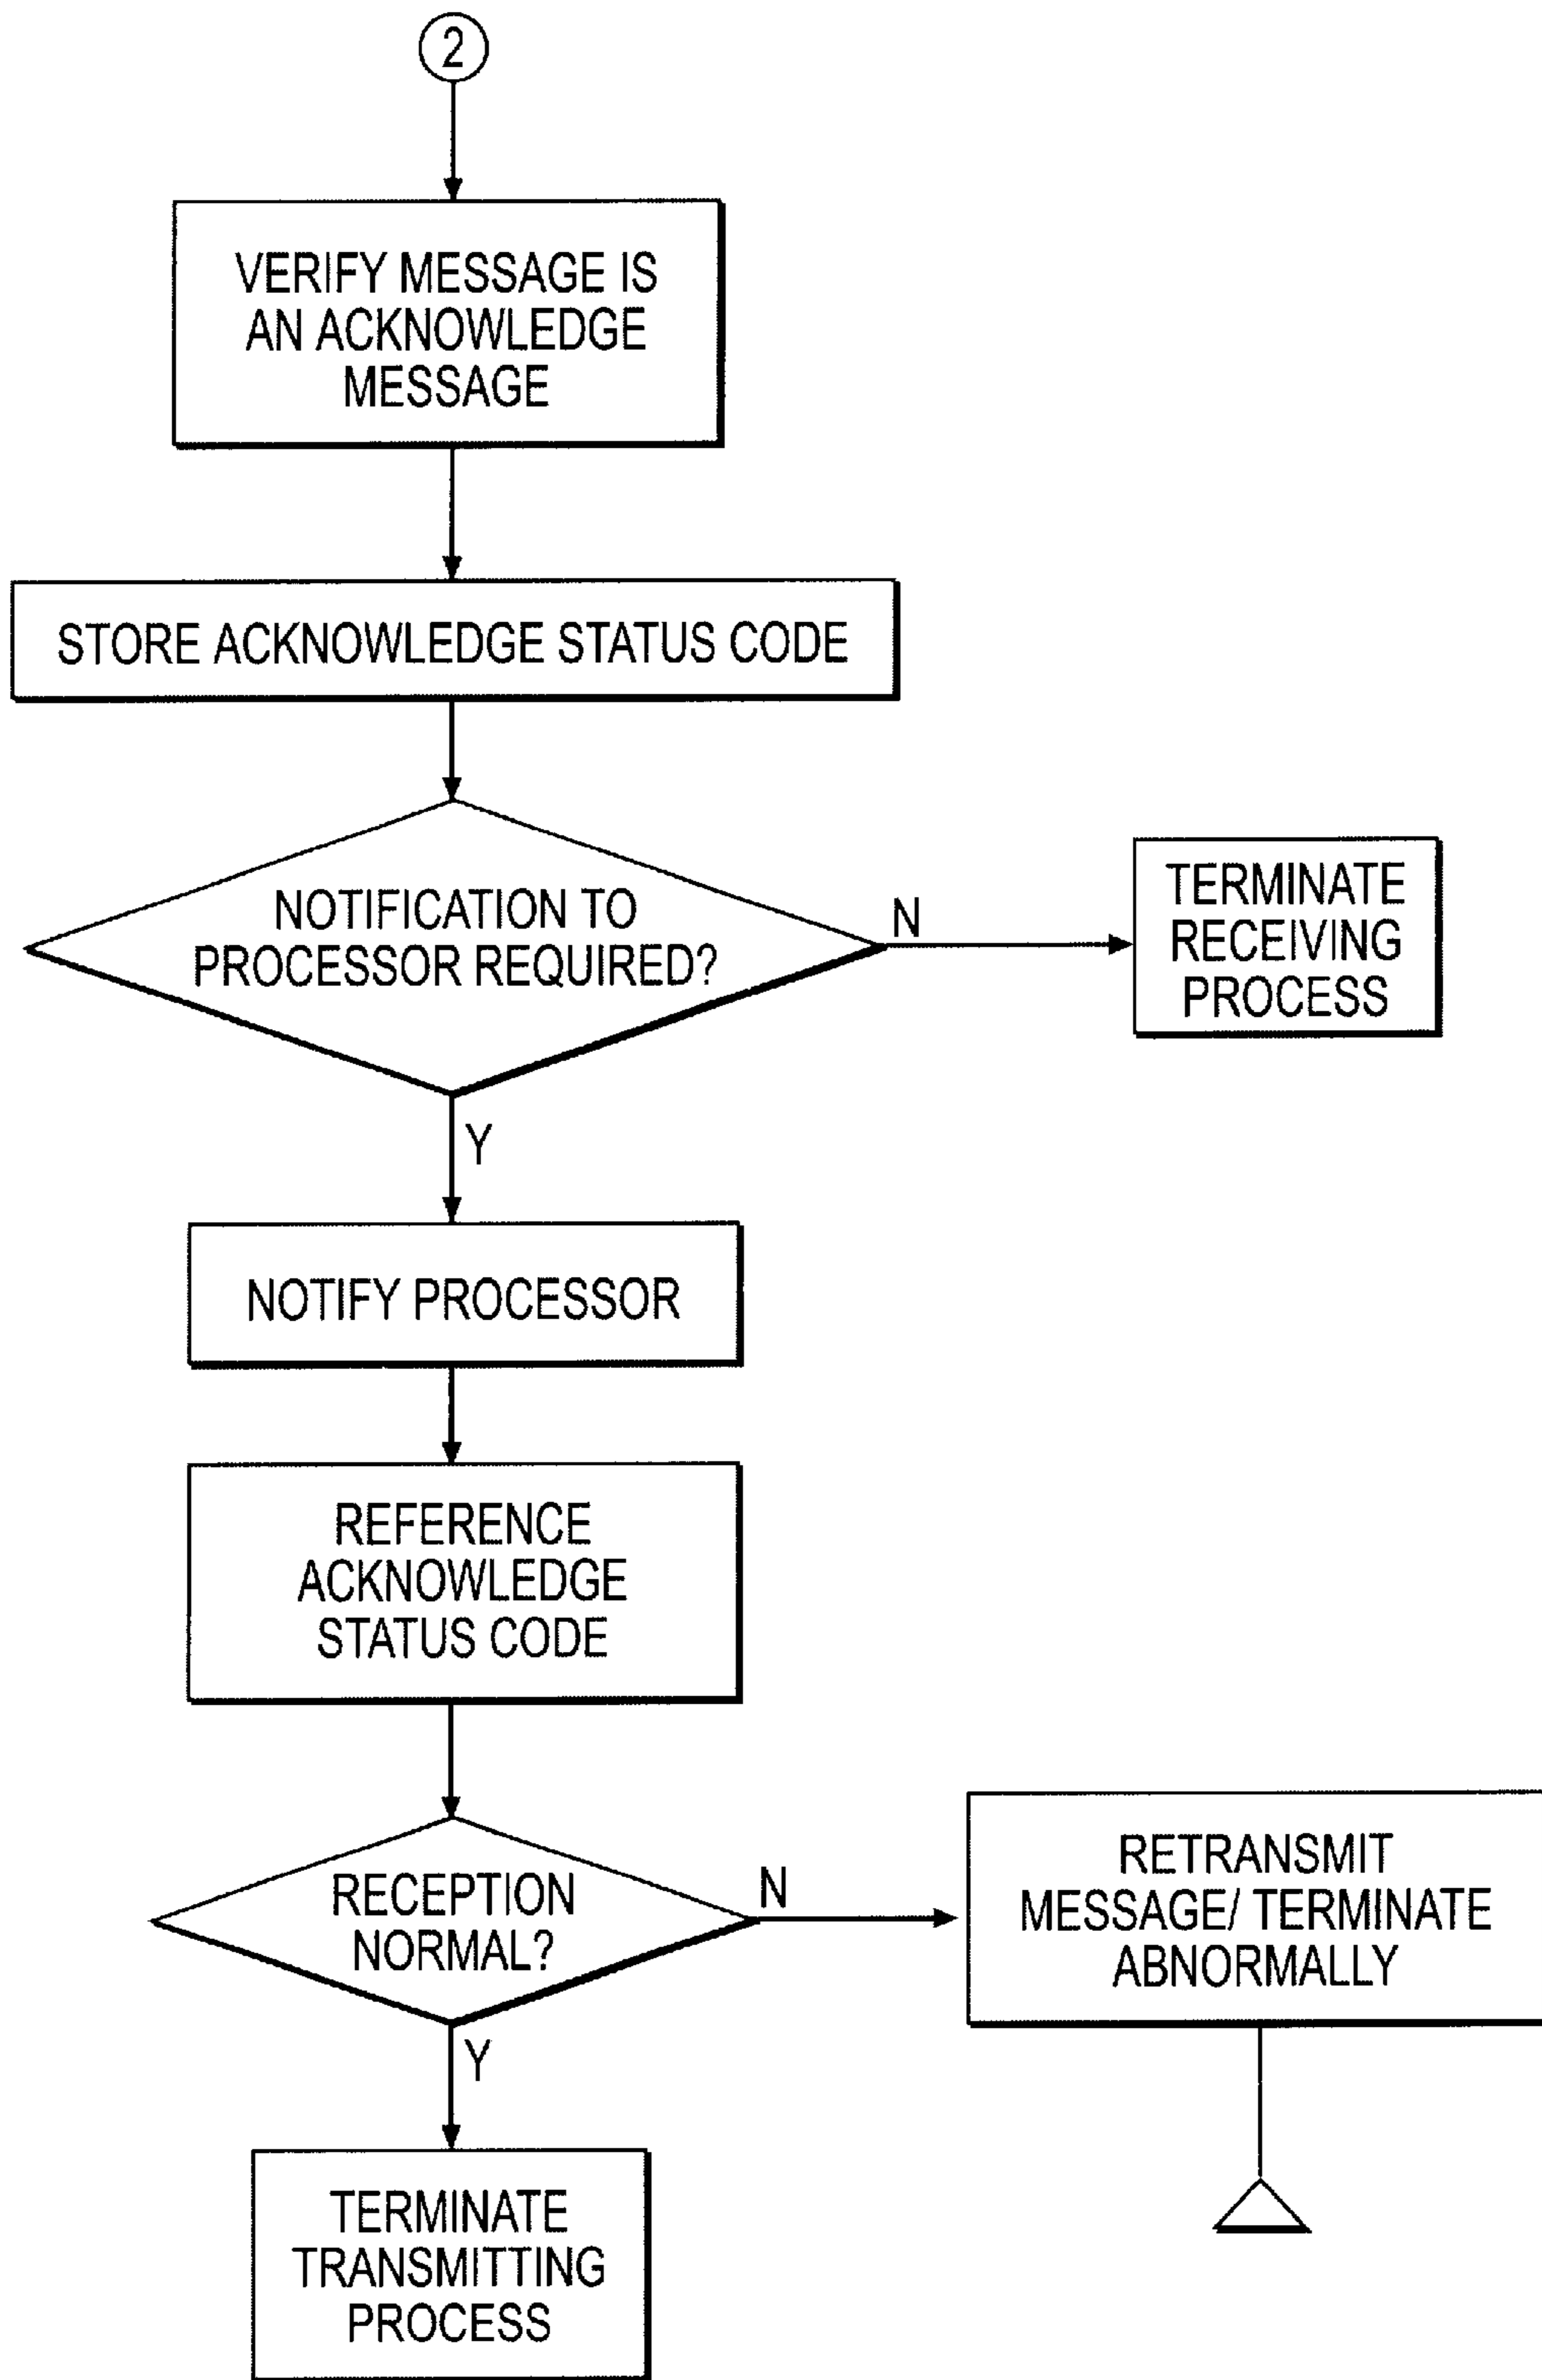 2
VERIFY MESSAGE IS
AN ACKNOWLEDGE
MESSAGE
STORE ACKNOWLEDGE STATUS CODE
NOTIFICATION TO
PROCESSOR REQUIRED?
N
TERMINATE
RECEIVING
PROCESS
Y
NOTIFY PROCESSOR
REFERENCE
ACKNOWLEDGE
STATUS CODE
RECEPTION
NORMAL?
N
RETRANSMIT
MESSAGE/ TERMINATE
ABNORMALLY
Y
TERMINATE
TRANSMITTING
PROCESS